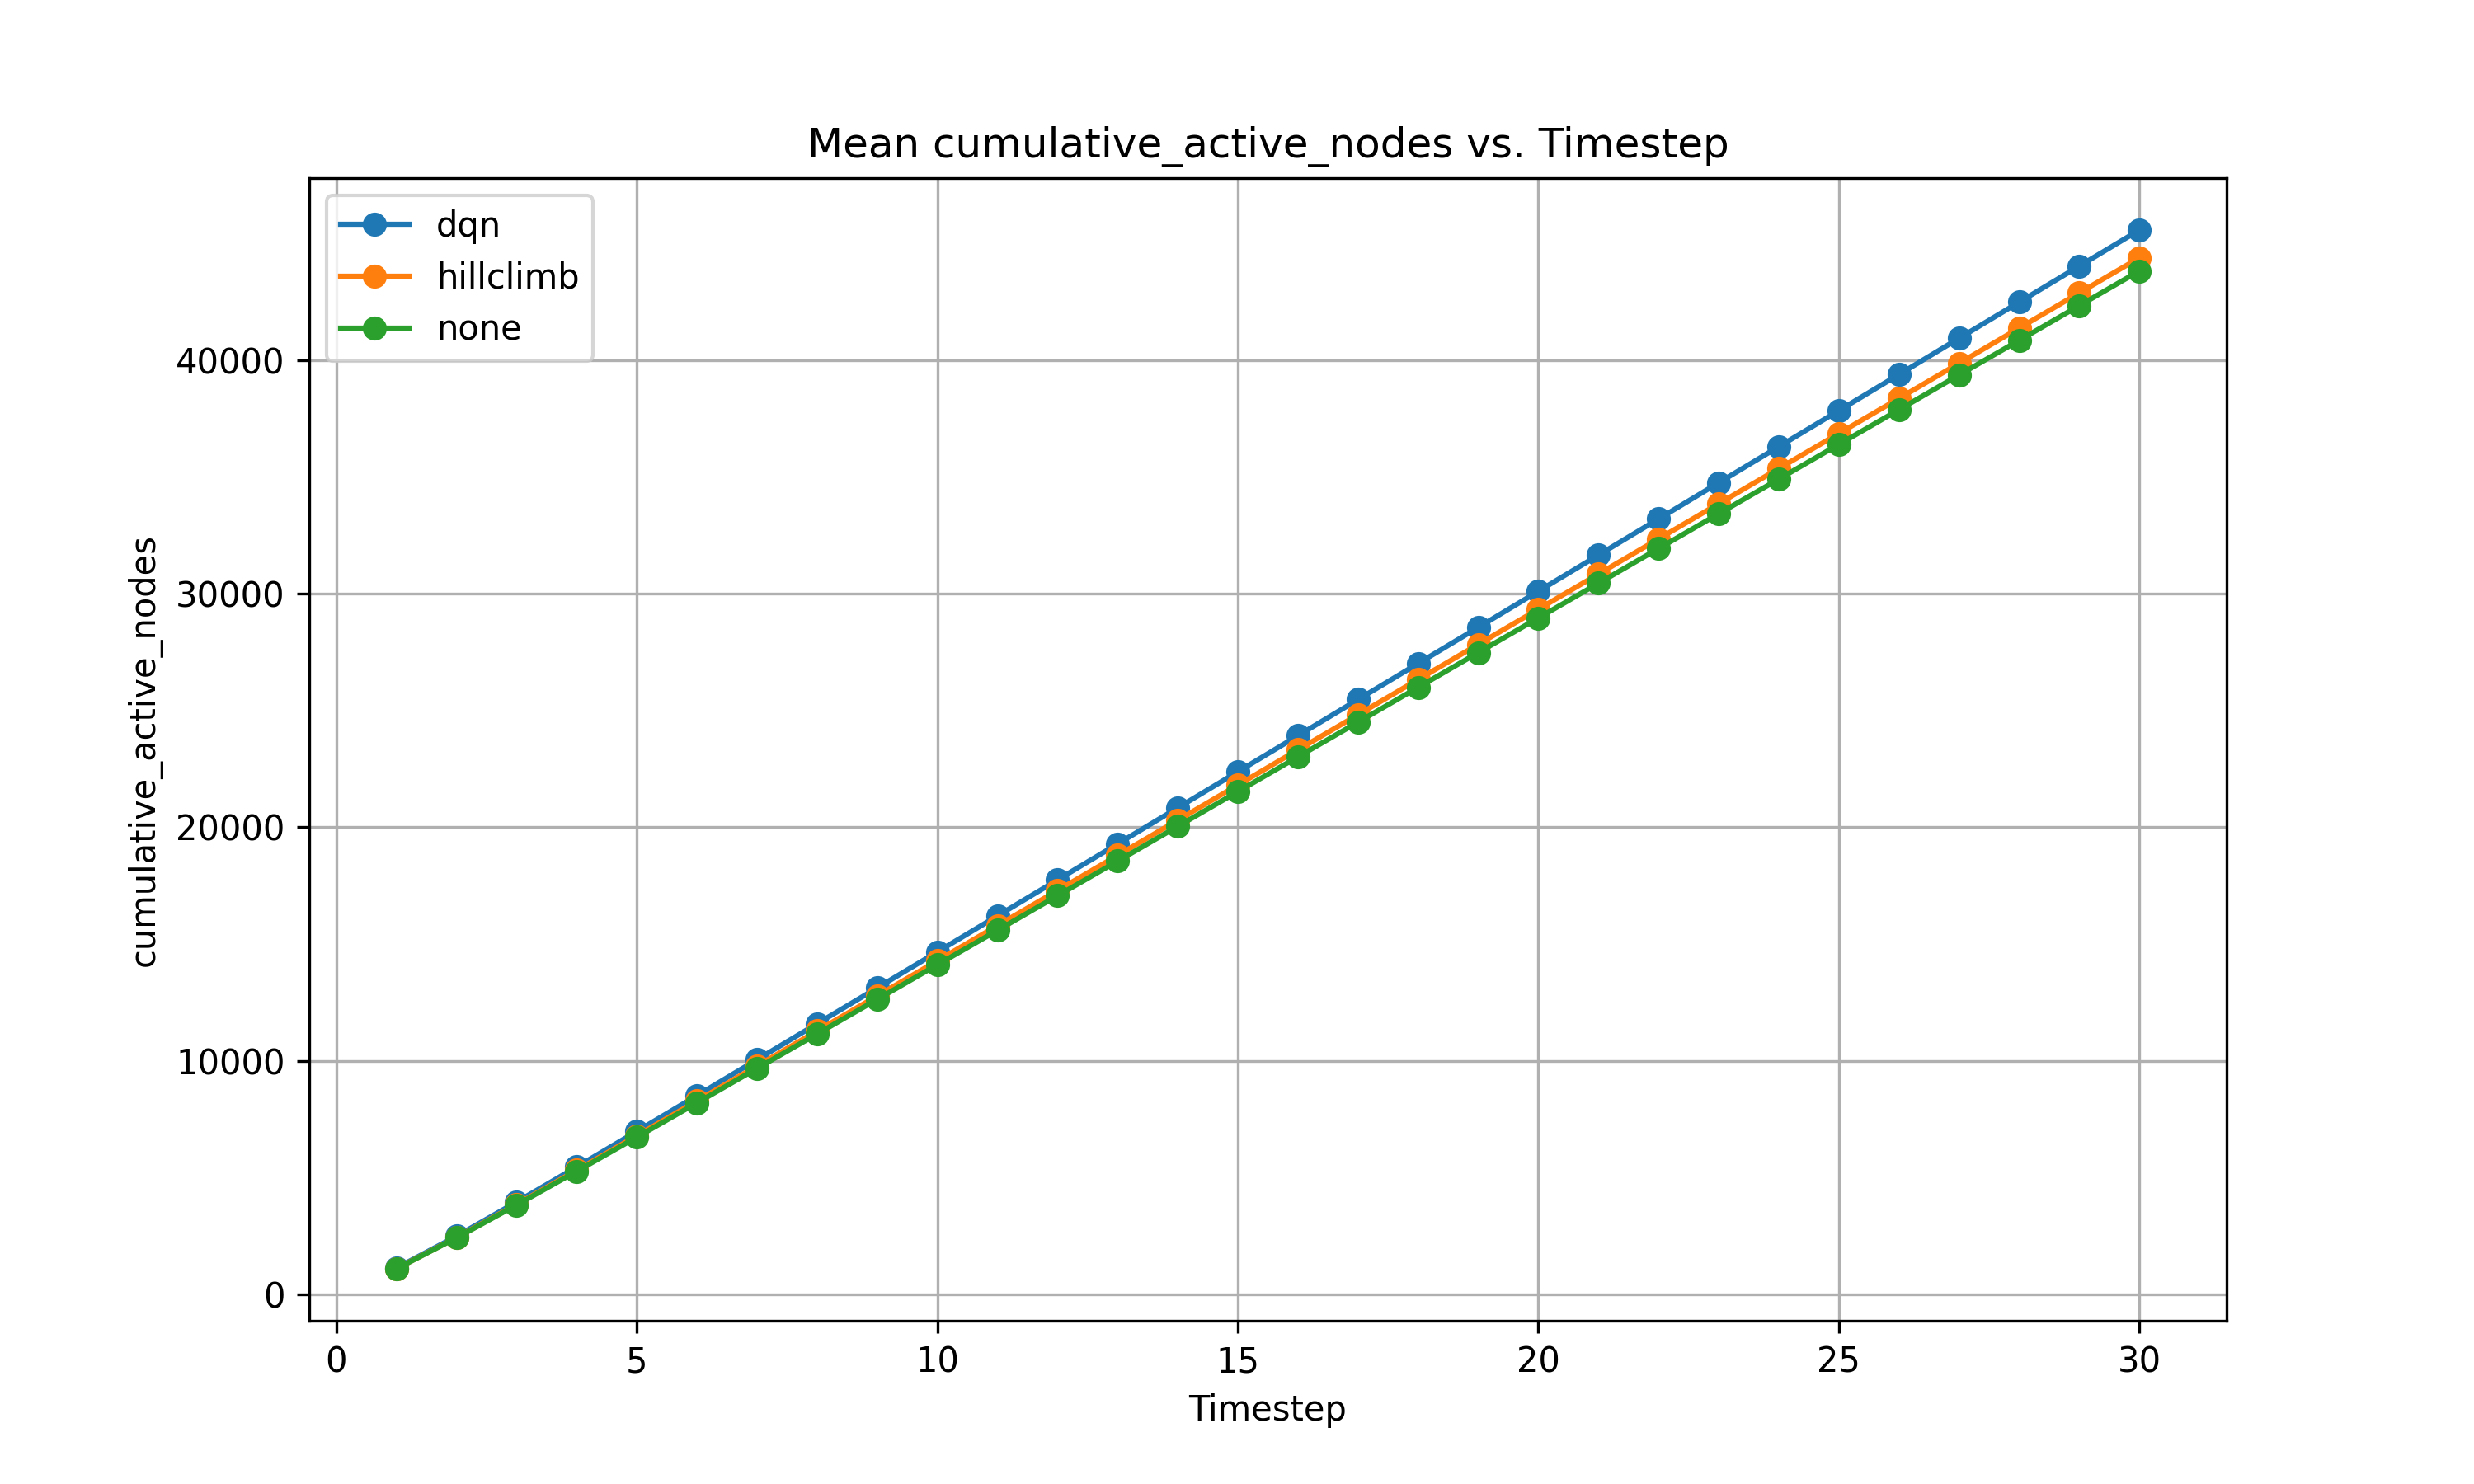 Mean cumulative_active_nodes vs. Timestep
dqn
hillclimb
none
cumulative_active_nodes
40000
30000
20000
10000
0
0 5 10 15 20 25 30
Timestep